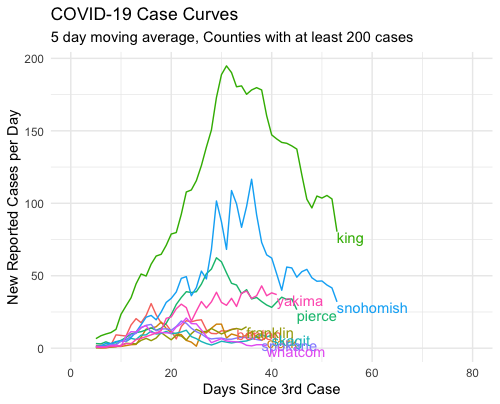 COVID-19 Case Curves
5 day moving average, Counties with at least 200 cases
New Reported Cases per Day
200
150
100
50
0
king
snohomish
yakima
pierce
franklin
skagit
spokane
whatcom
0
20
40
60
80
Days Since 3rd Case